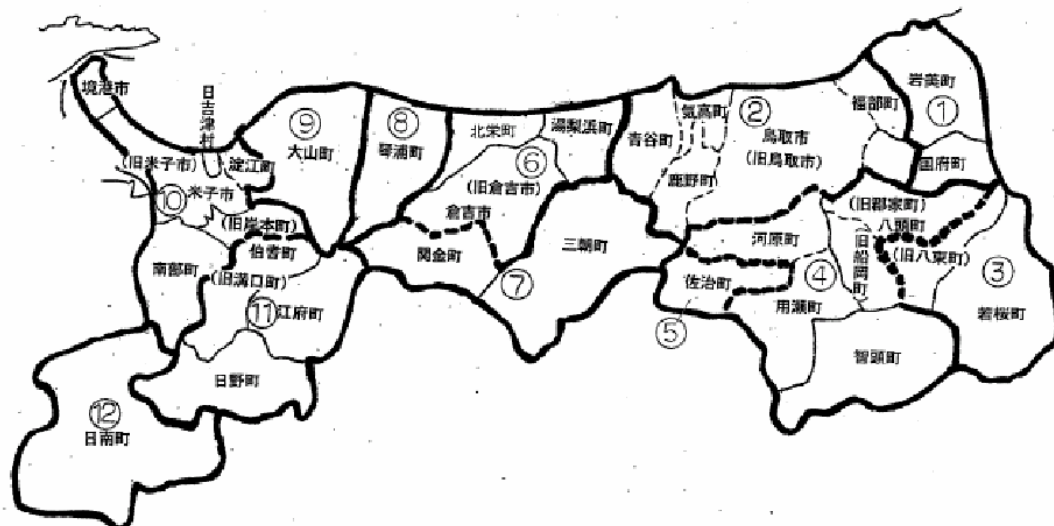 境港市
日吉津村
(旧米子市)
淀江町
⑨
大山町
⑧
琴浦町
北栄町
湯梨浜町
⑥
(旧倉吉市)
倉吉市
青谷町
気高町
鹿野町
②
鳥取市
(旧鳥取市)
福部町
岩美町
①
国府町
⑩
米子市
(旧岸本町)
伯耆町
(旧溝口町)
南部町
⑪
江府町
日野町
⑫
日南町
関金町
⑦
三朝町
河原町
佐治町
④
用瀬町
⑤
(旧郡家町)
八頭町
旧船岡町
(旧八東町)
③
若桜町
智頭町